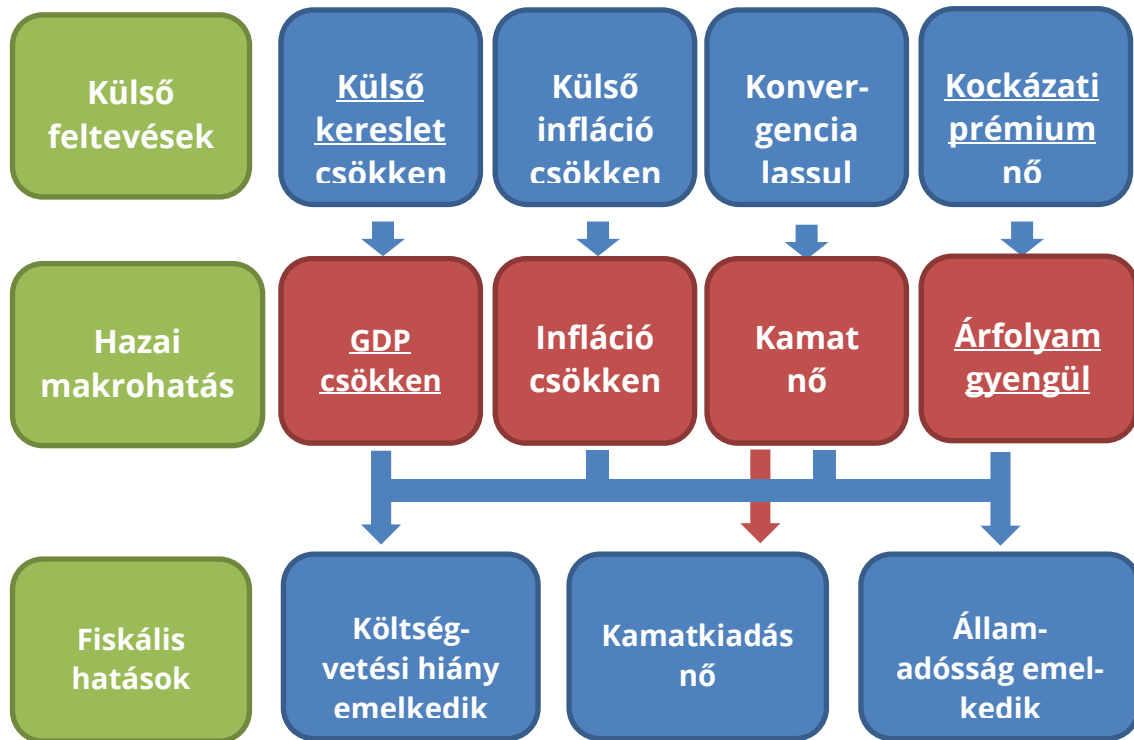 Külső
feltevések
Külső
kereslet
csökken
Külső
infláció
csökken
Konver-
gencia
lassul
Kockázati
prémium
nő
Hazai
makrohatás
GDP
csökken
Infláció
csökken
Kamat
nő
Árfolyam
gyengül
Fiskális
hatások
Költség-
vetési hiány
emelkedik
Kamatkiadás
nő
Állam-
adósság emel-
kedik